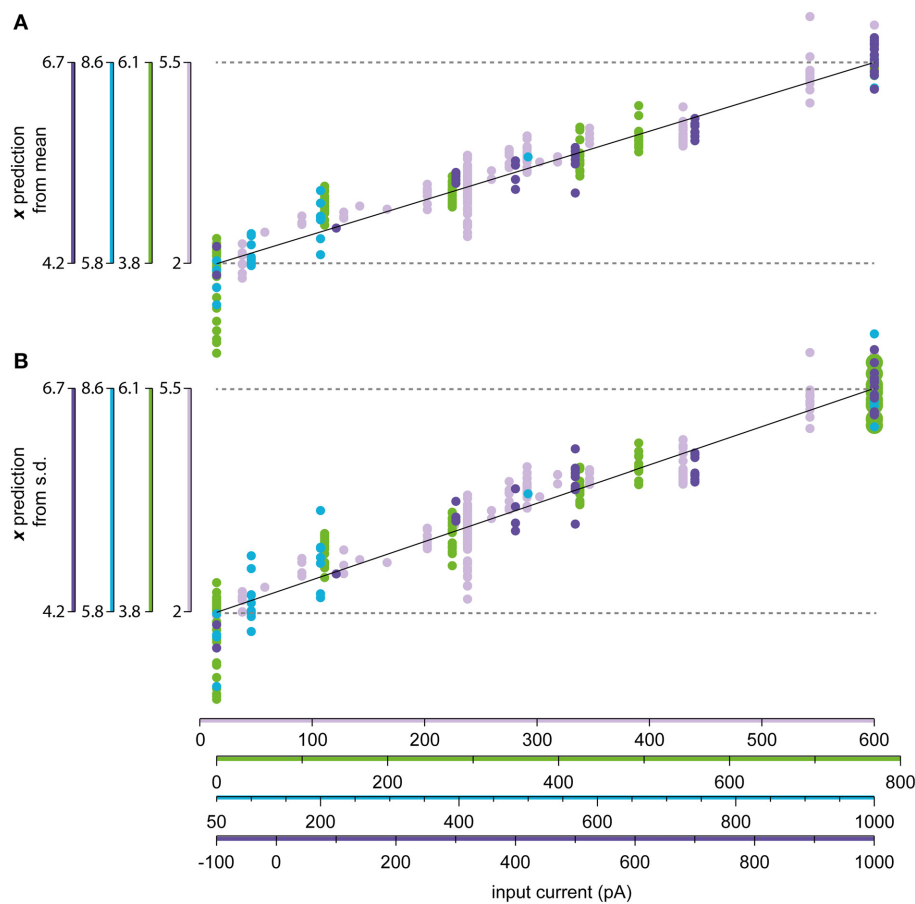 A
6.7 8.6 6.1 5.5
x prediction
from mean
4.2 5.8 3.8 2
B
6.7 8.6 6.1 5.5
x prediction
from s.d.
4.2 5.8 3.8 2
0 100 200 300 400 500 600
0 200 400 600 800
50 200 400 600 800 1000
-100 0 200 400 600 800 1000
input current (pA)